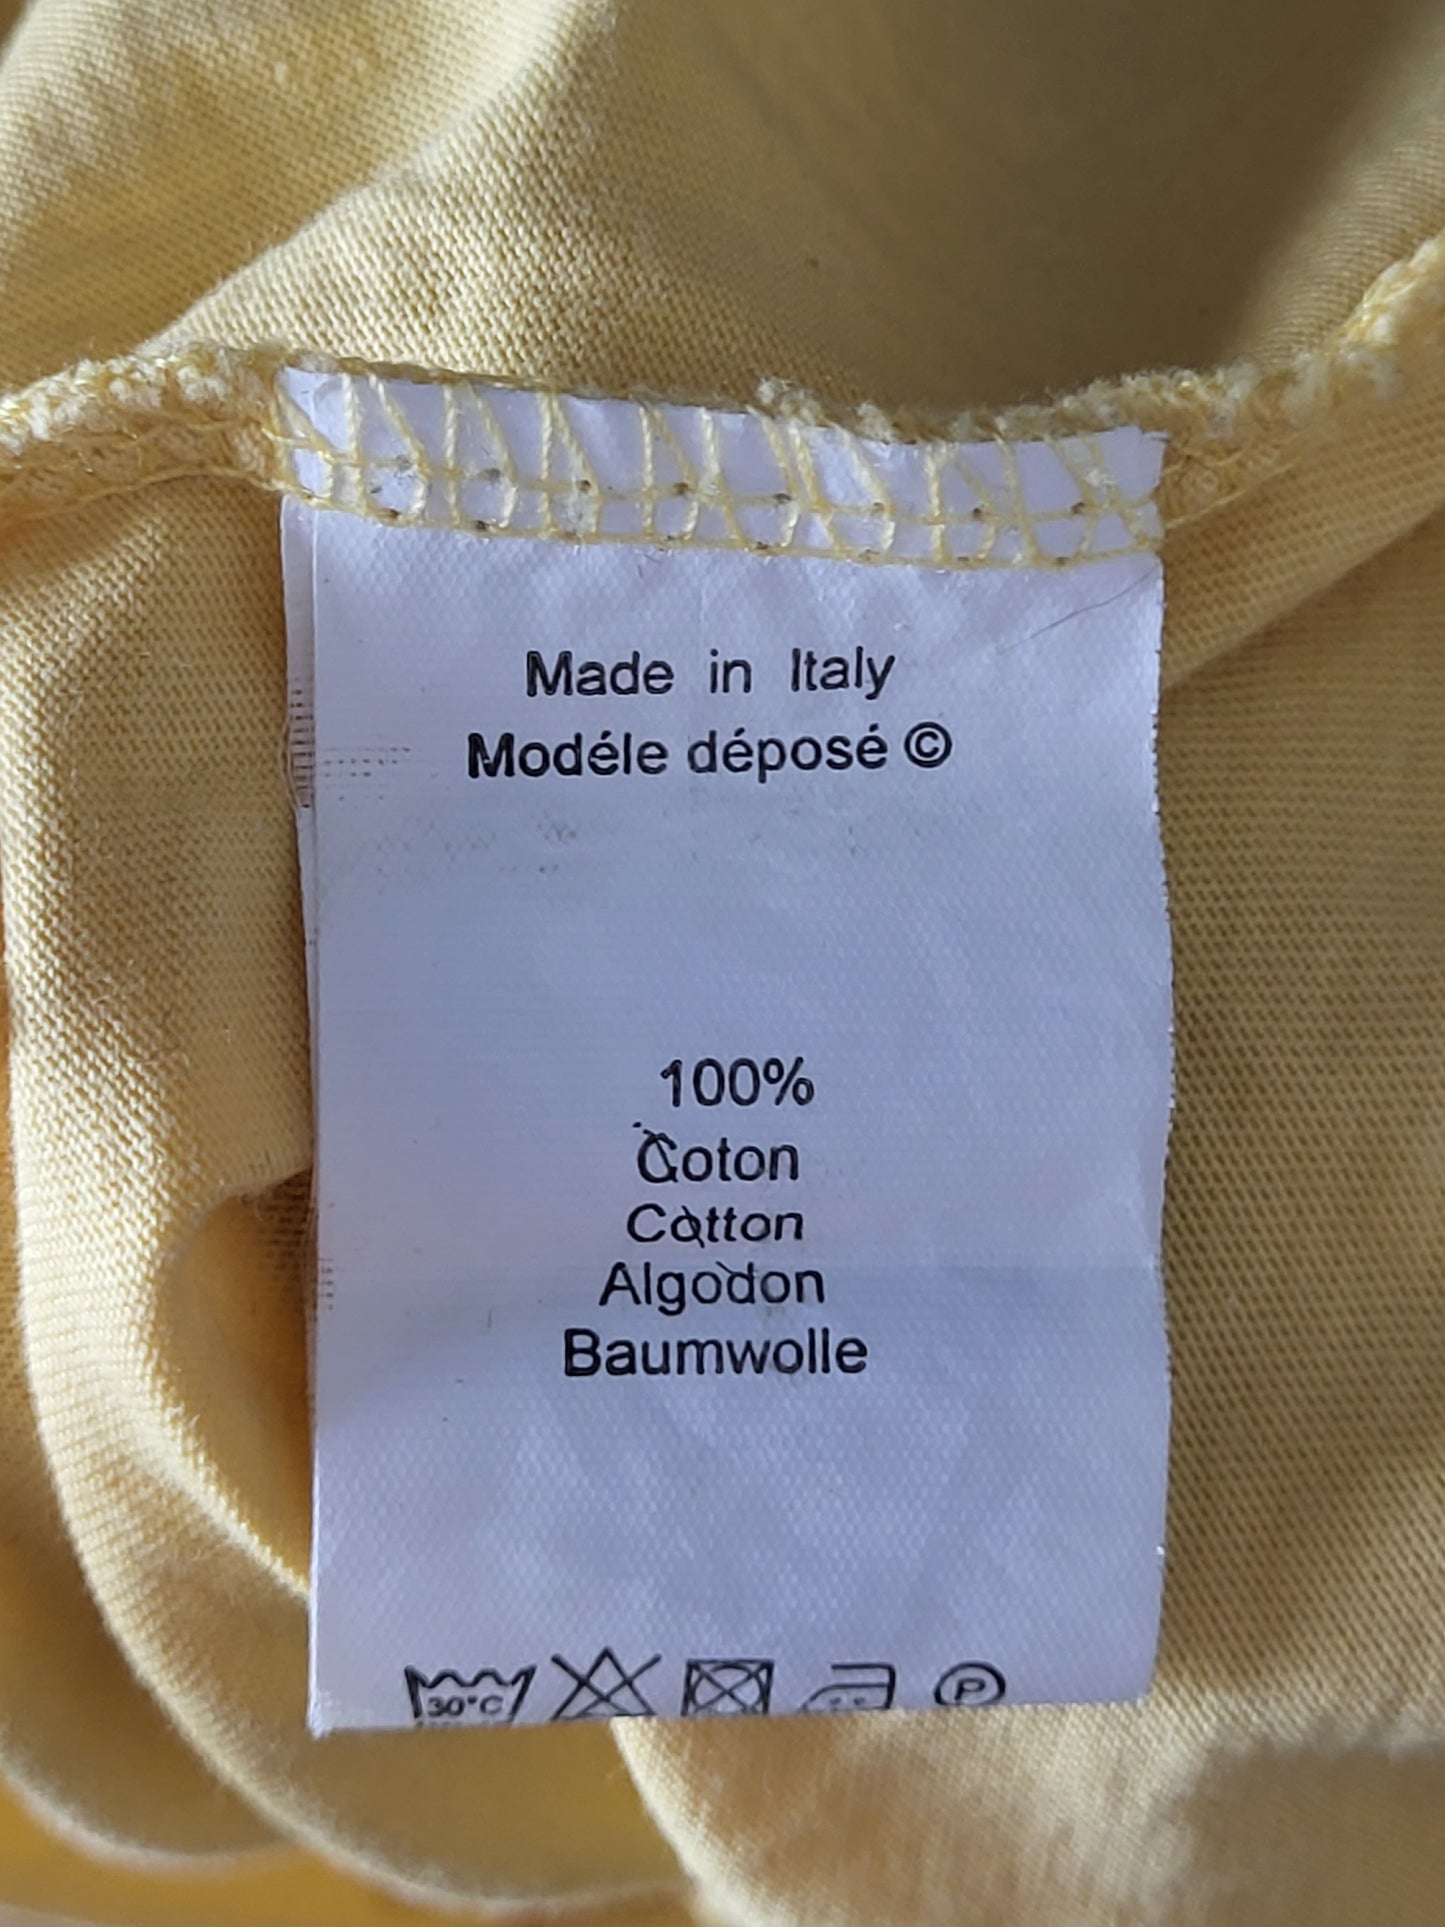 Made in Italy
Modéle déposé ©
100%
Coton
Cotton
Algodon
Baumwolle
30°C
P